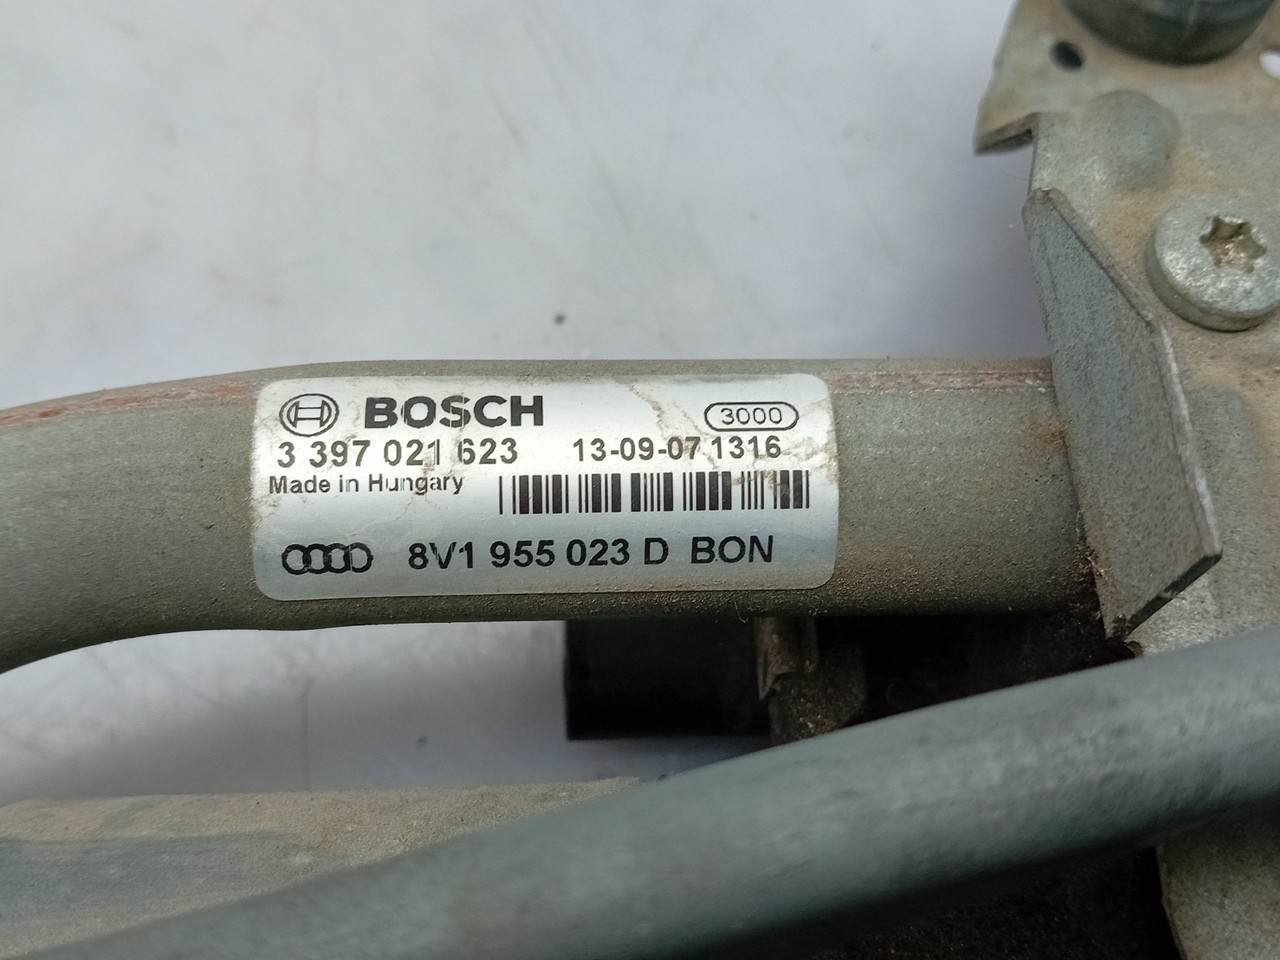 BOSCH 3000
3 397 021 623 13-09-07 1316
Made in Hungary
8V1 955 023 D BON